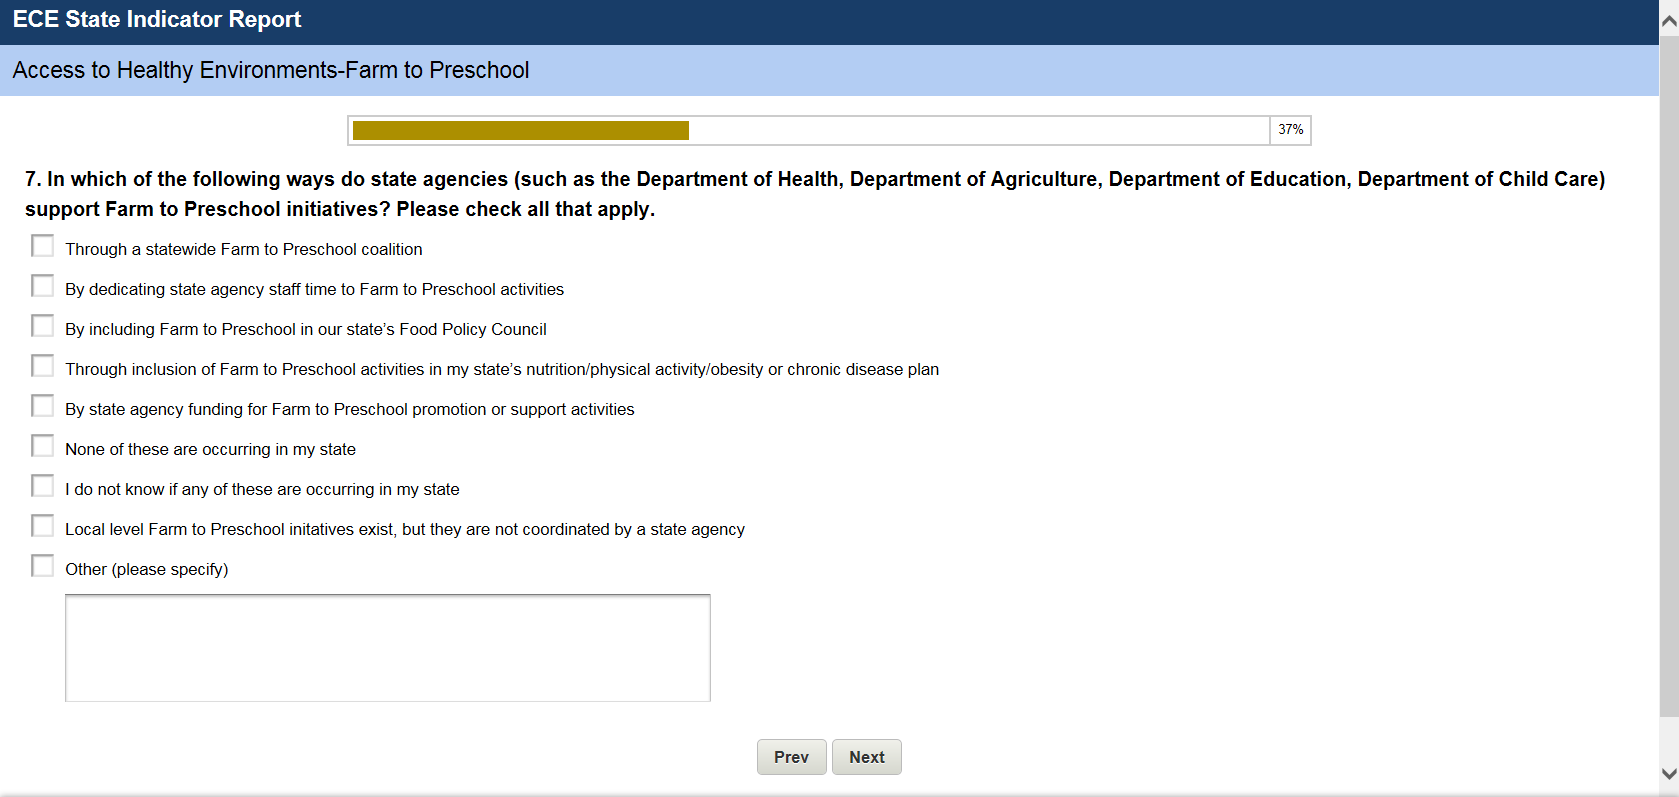 ECE State Indicator Report
Access to Healthy Environments-Farm to Preschool
37%
7. In which of the following ways do state agencies (such as the Department of Health, Department of Agriculture, Department of Education, Department of Child Care)
support Farm to Preschool initiatives? Please check all that apply.
Through a statewide Farm to Preschool coalition
By dedicating state agency staff time to Farm to Preschool activities
By including Farm to Preschool in our state’s Food Policy Council
Through inclusion of Farm to Preschool activities in my state’s nutrition/physical activity/obesity or chronic disease plan
By state agency funding for Farm to Preschool promotion or support activities
None of these are occurring in my state
I do not know if any of these are occurring in my state
Local level Farm to Preschool initatives exist, but they are not coordinated by a state agency
Other (please specify)
Prev Next